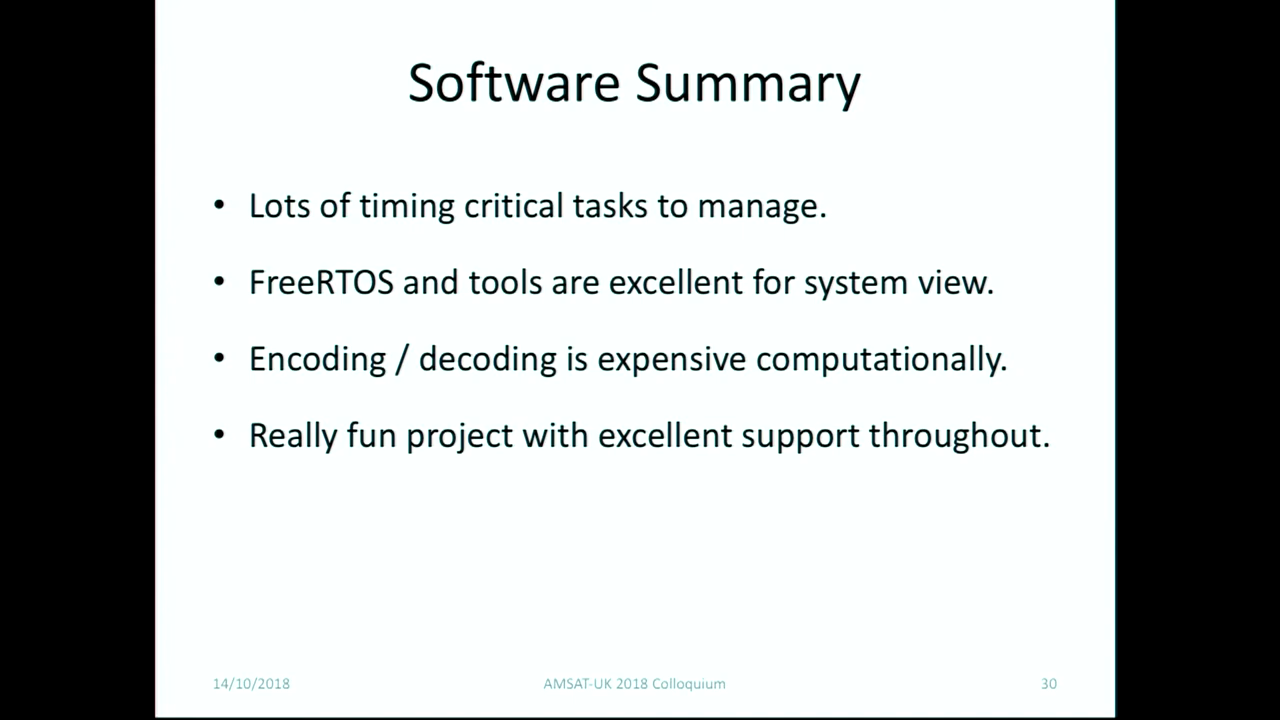 Software Summary
• Lots of timing critical tasks to manage.
• FreeRTOS and tools are excellent for system view.
• Encoding / decoding is expensive computationally.
• Really fun project with excellent support throughout.
14/10/2018
AMSAT-UK 2018 Colloquium
30